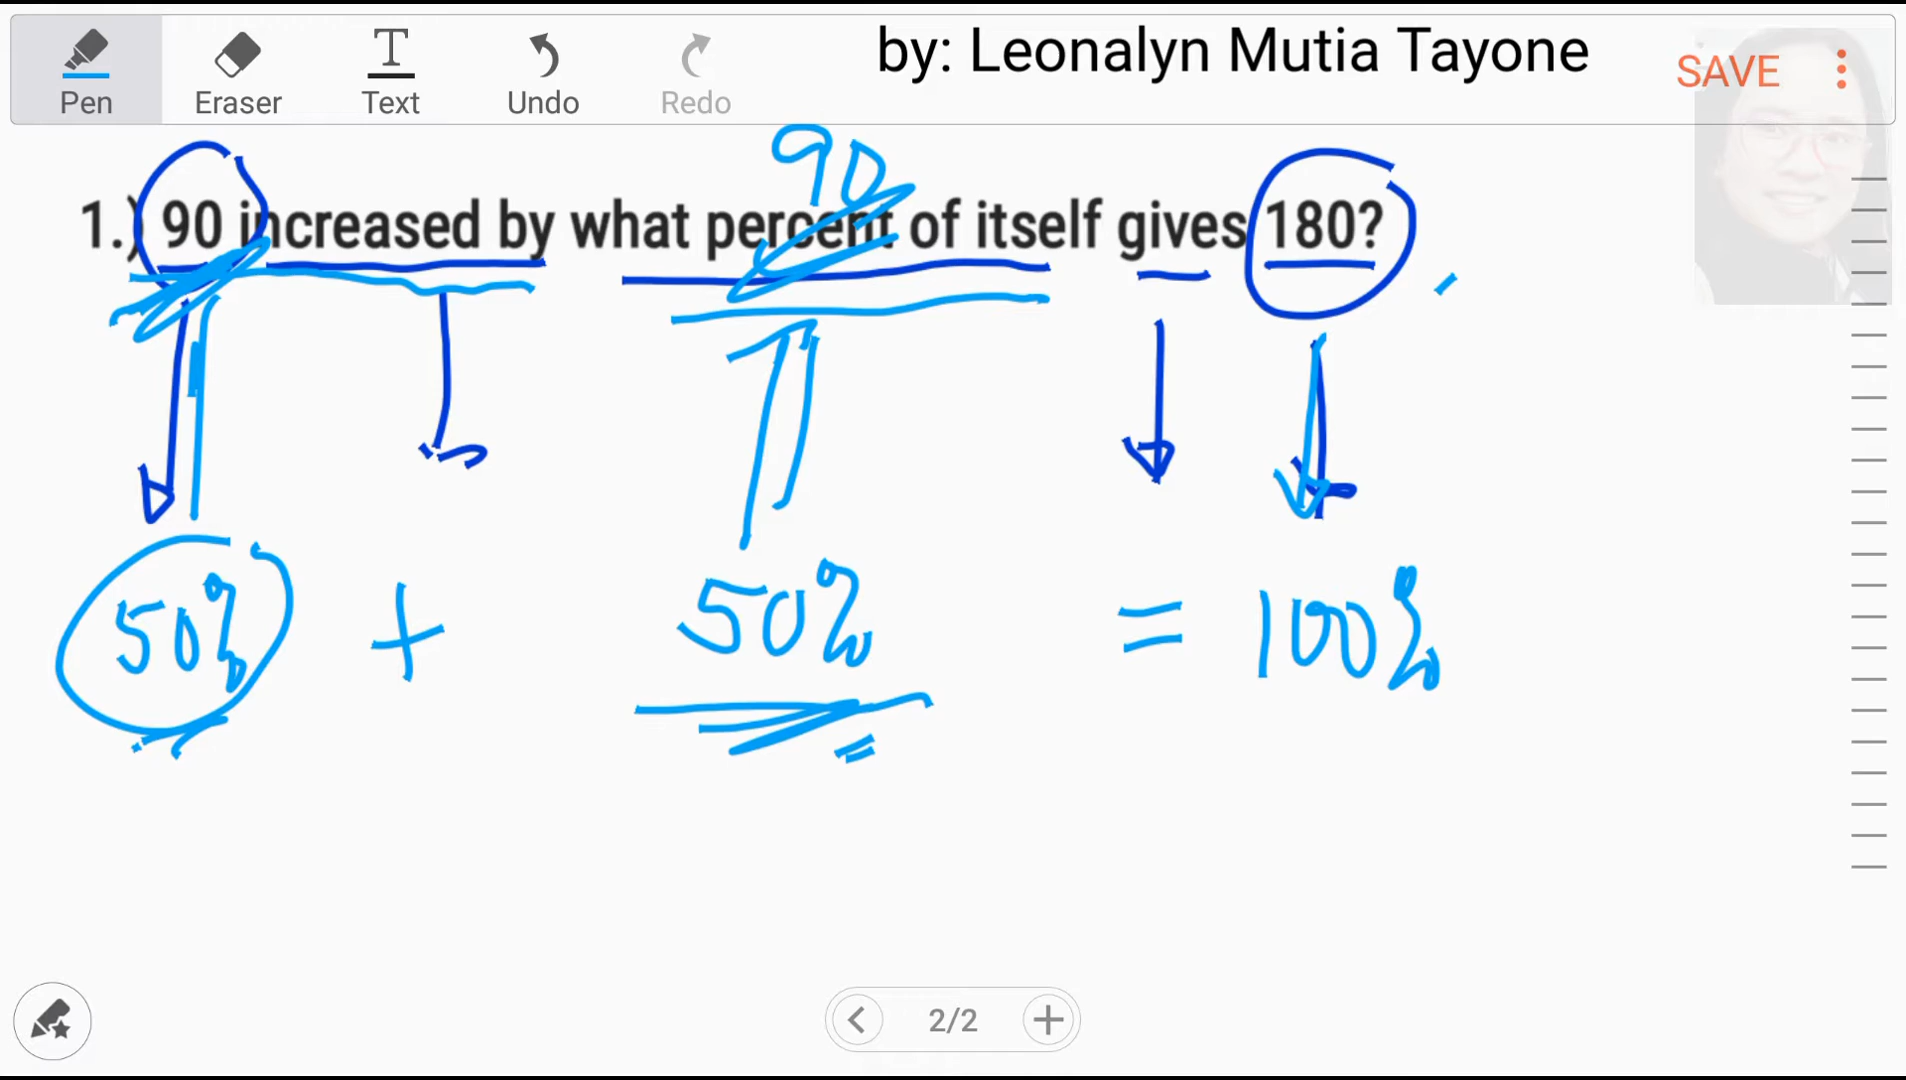 by: Leonalyn Mutia Tayone
SAVE
Pen
Eraser
Text
Undo
Redo
90
1.) 90 increased by what percent of itself gives 180?
50% + 50% = 100%
2/2